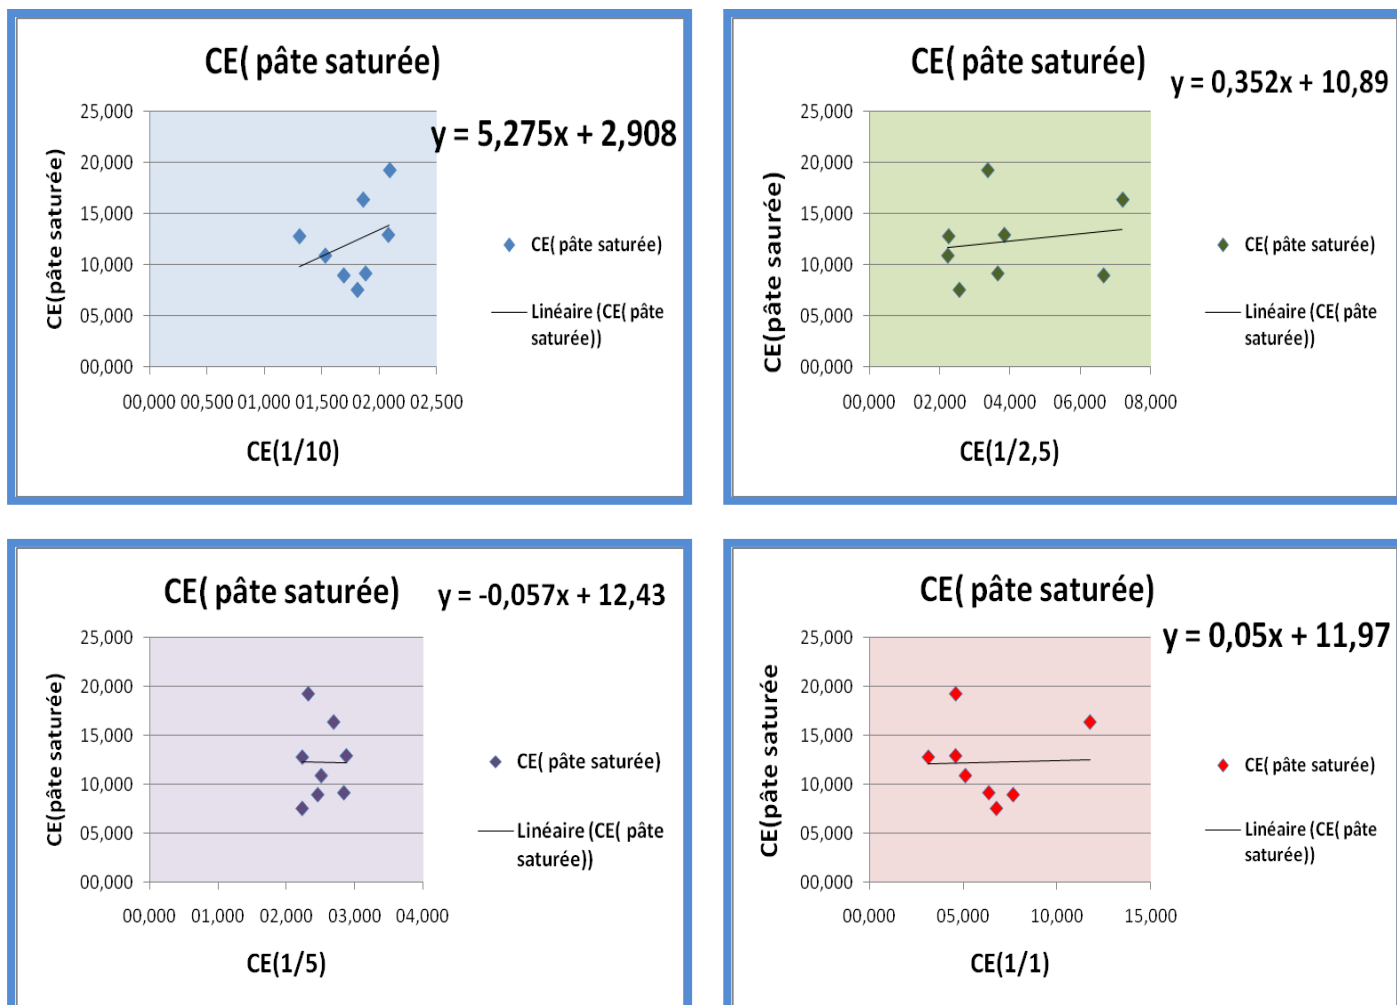 CE( pâte saturée)
y = 5,275x + 2,908
CE(pâte saturée)
25,000
20,000
15,000
10,000
05,000
00,000
00,000 00,500 01,000 01,500 02,000 02,500
CE(1/10)
CE( pâte saturée)
Linéaire (CE( pâte
saturée))
CE( pâte saturée)
y = 0,352x + 10,89
CE(pâte saurée)
25,000
20,000
15,000
10,000
05,000
00,000
00,000 02,000 04,000 06,000 08,000
CE(1/2,5)
CE( pâte saturée)
Linéaire (CE( pâte
saturée))
CE( pâte saturée)
y = -0,057x + 12,43
CE(pâte saturée)
25,000
20,000
15,000
10,000
05,000
00,000
00,000 01,000 02,000 03,000 04,000
CE(1/5)
CE( pâte saturée)
Linéaire (CE( pâte
saturée))
CE( pâte saturée)
y = 0,05x + 11,97
CE(pâte saturée
25,000
20,000
15,000
10,000
05,000
00,000
00,000 05,000 10,000 15,000
CE(1/1)
CE( pâte saturée)
Linéaire (CE( pâte
saturée))